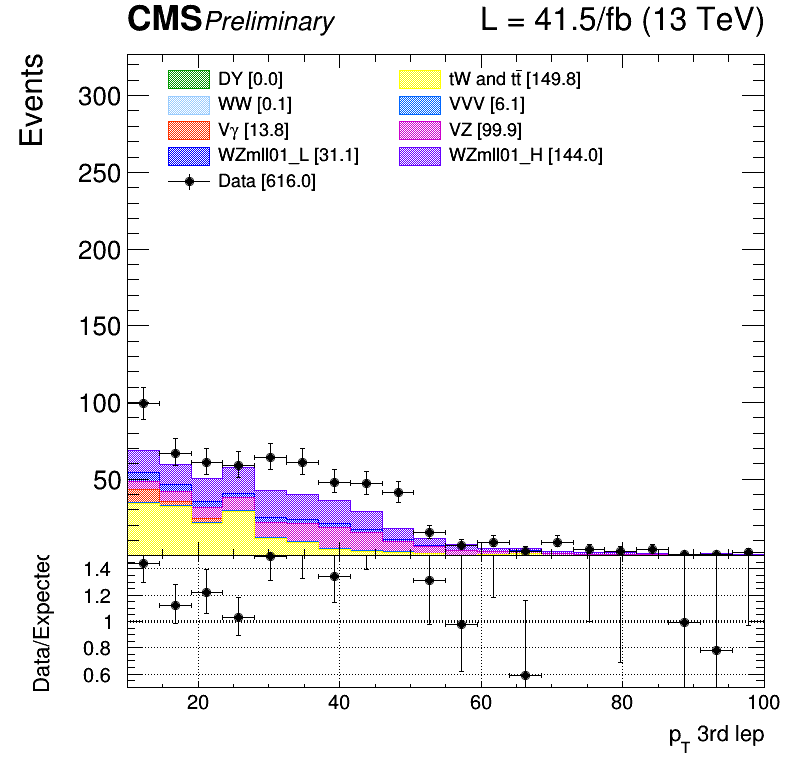 CMS Preliminary L = 41.5/fb (13 TeV)
Events
DY [0.0] tW and tt̄ [149.8]
WW [0.1] VVV [6.1]
Vγ [13.8] VZ [99.9]
WZmll01_L [31.1] WZmll01_H [144.0]
Data [616.0]
300
250
200
150
100
50
Data/Expected
1.4
1.2
1
0.8
0.6
20 40 60 80 100
p_T 3rd lep